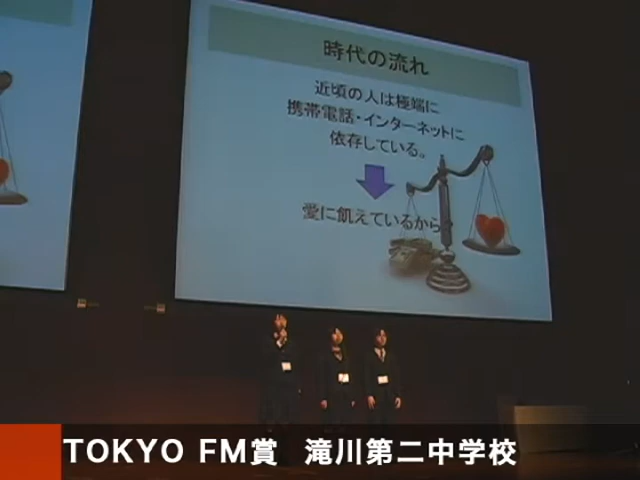 時代の流れ
近頃の人は極端に
携帯電話・インターネットに
依存している。
愛に飢えているから?
TOKYO FM賞 滝川第二中学校